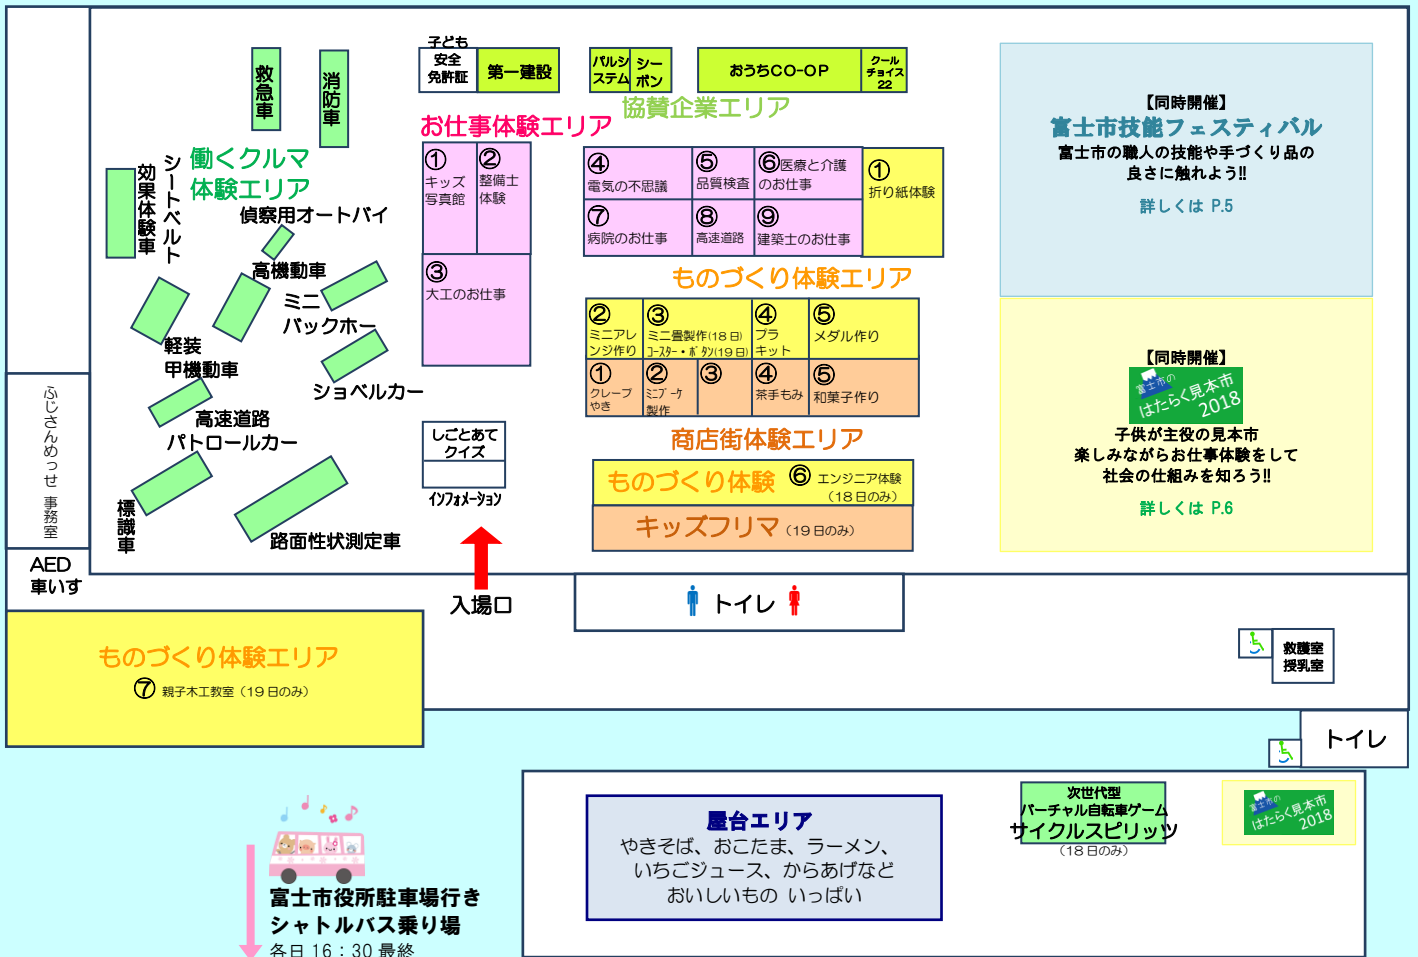 救急車
消防車
子ども
安全
免許証
第一建設
パルシ
ステム
シー
ボン
おうちCO-OP
クール
チョイス
22
協賛企業エリア
お仕事体験エリア
働くクルマ
体験エリア
シートベルト
効果体験車
偵察用オートバイ
高機動車
ミニ
バックホー
軽装
甲機動車
ショベルカー
高速道路
パトロールカー
標識車
路面性状測定車
① キッズ
写真館
② 整備士
体験
③
大工のお仕事
④
電気の不思議
⑤
品質検査
⑥医療と介護
のお仕事
⑦
病院のお仕事
⑧
高速道路
⑨
建築士のお仕事
①
折り紙体験
ものづくり体験エリア
②
ミニアレ
ンジ作り
③
ミニ畳製作(18日)
コースター・ボタン(19日)
④
プラ
キット
⑤
メダル作り
①
クレープ
やき
②
ミニブーケ
製作
③
④
茶手もみ
⑤
和菓子作り
商店街体験エリア
ものづくり体験 ⑥ エンジニア体験
(18日のみ)
キッズフリマ (19日のみ)
しごとあて
クイズ
インフォメーション
入場口
【同時開催】
富士市技能フェスティバル
富士市の職人の技能や手づくり品の
良さに触れよう!!
詳しくは P.5
【同時開催】
富士市の
はたらく見本市
2018
子供が主役の見本市
楽しみながらお仕事体験をして
社会の仕組みを知ろう!!
詳しくは P.6
ふじさんめっせ 事務室
AED
車いす
トイレ
ものづくり体験エリア
⑦ 親子木工教室（19日のみ）
救護室
授乳室
トイレ
屋台エリア
やきそば、おこたま、ラーメン、
いちごジュース、からあげなど
おいしいもの いっぱい
次世代型
バーチャル自転車ゲーム
サイクルスピリッツ
(18日のみ)
富士市の
はたらく見本市
2018
富士市役所駐車場行き
シャトルバス乗り場
各日 16：30 最終